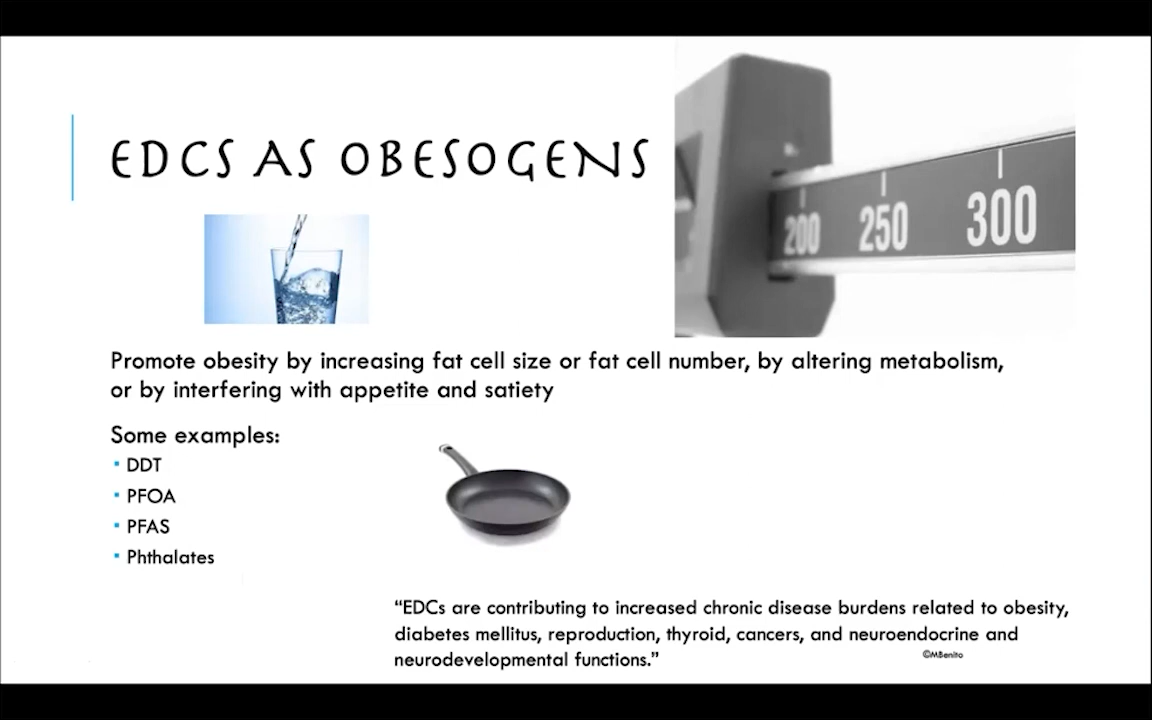 EDCS AS OBESOGENS
200 250 300
Promote obesity by increasing fat cell size or fat cell number, by altering metabolism,
or by interfering with appetite and satiety
Some examples:
▪ DDT
▪ PFOA
▪ PFAS
▪ Phthalates
“EDCs are contributing to increased chronic disease burdens related to obesity,
diabetes mellitus, reproduction, thyroid, cancers, and neuroendocrine and
neurodevelopmental functions.”
©MBenito